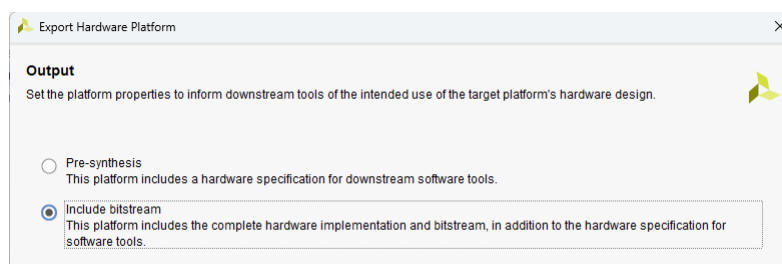 Export Hardware Platform
Output
Set the platform properties to inform downstream tools of the intended use of the target platform's hardware design.
Pre-synthesis
This platform includes a hardware specification for downstream software tools.
Include bitstream
This platform includes the complete hardware implementation and bitstream, in addition to the hardware specification for
software tools.